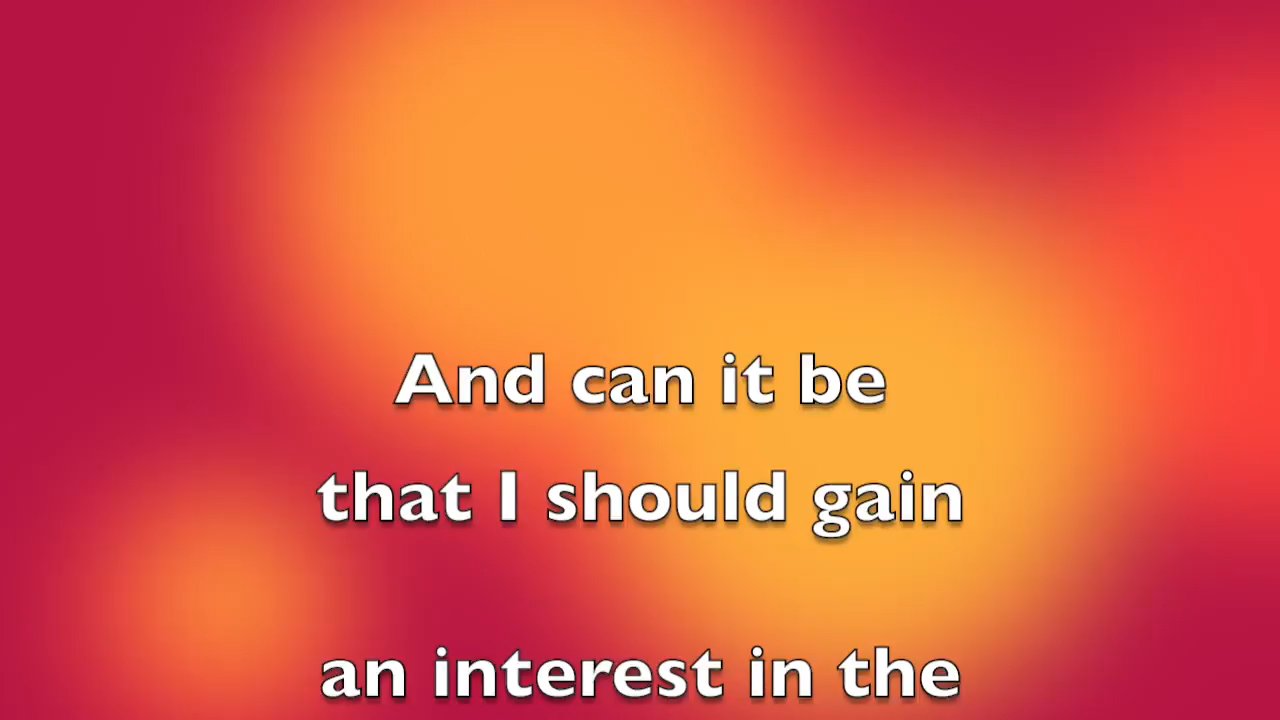 And can it be
that I should gain
an interest in the